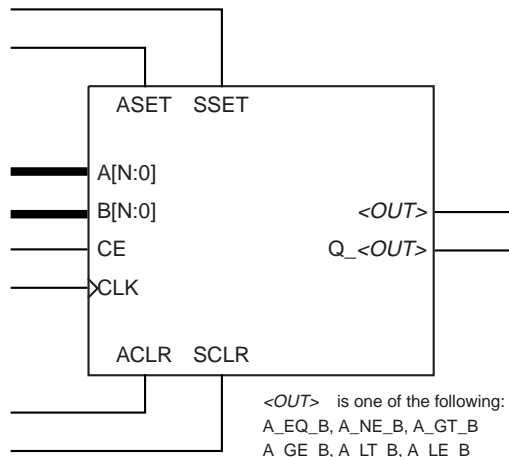 ASET SSET
A[N:0]
B[N:0]
<OUT>
CE
Q_<OUT>
CLK
ACLR SCLR
<OUT> is one of the following:
A_EQ_B, A_NE_B, A_GT_B
A_GE_B, A_LT_B, A_LE_B